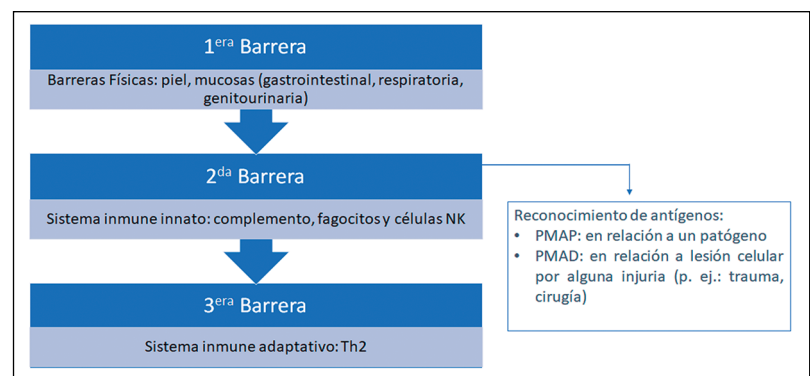 1era Barrera
Barreras Físicas: piel, mucosas (gastrointestinal, respiratoria,
genitourinaria)
2da Barrera
Sistema inmune innato: complemento, fagocitos y células NK
Reconocimiento de antígenos:
• PMAP: en relación a un patógeno
• PMAD: en relación a lesión celular
por alguna injuria (p. ej.: trauma,
cirugía)
3era Barrera
Sistema inmune adaptativo: Th2